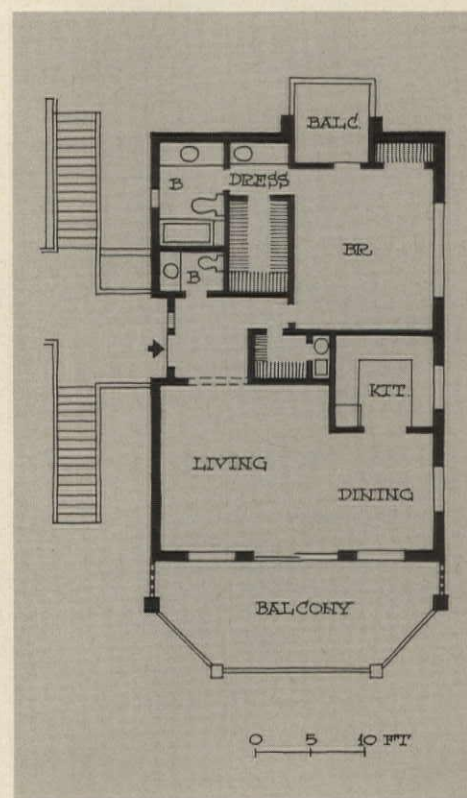 BALC.
B
DRESS
BR
B
KIT.
LIVING
DINING
BALCONY
0 5 10 FT